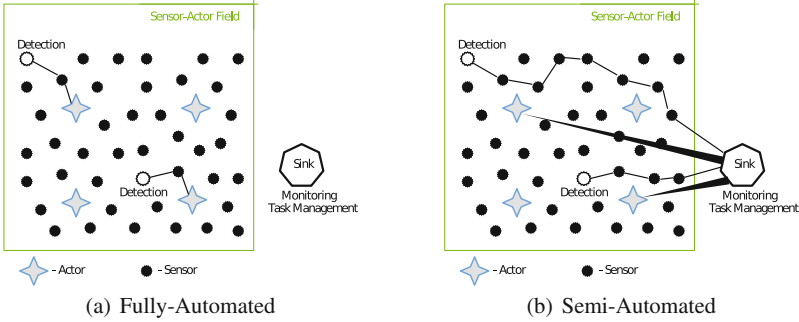 Sensor-Actor Field
Detection
Detection
Sink
Monitoring
Task Management
- Actor
- Sensor
(a) Fully-Automated
Sensor-Actor Field
Detection
Detection
Sink
Monitoring
Task Management
- Actor
- Sensor
(b) Semi-Automated